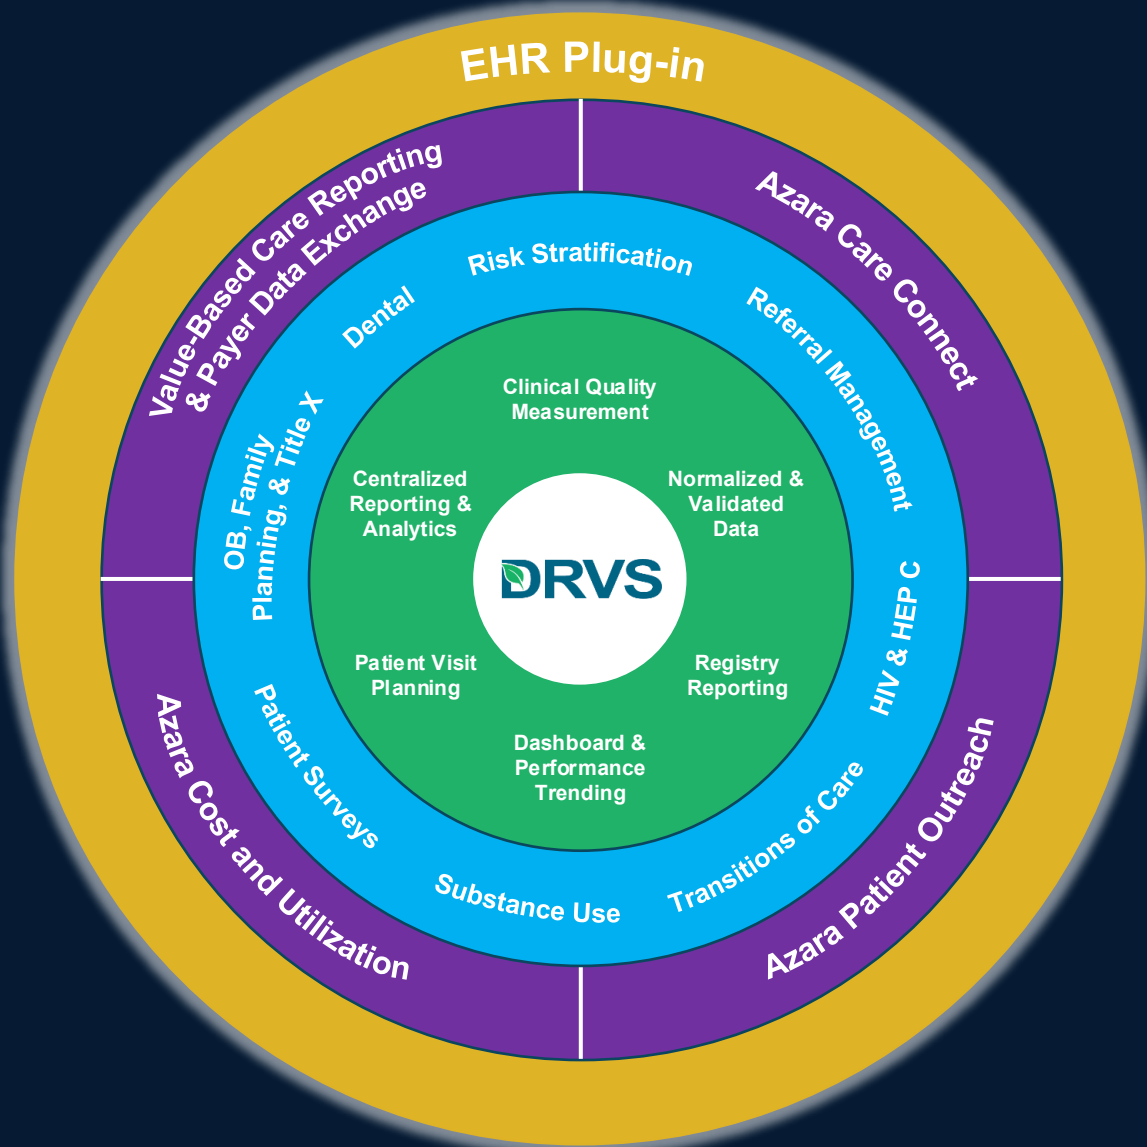 EHR Plug-in
Value-Based Care Reporting
& Payer Data Exchange
Azara Care Connect
Azara Patient Outreach
Azara Cost and Utilization
Risk Stratification
Referral Management
HIV & HEP C
Transitions of Care
Substance Use
Patient Surveys
OB, Family
Planning, & Title X
Dental
Clinical Quality
Measurement
Normalized &
Validated
Data
Registry
Reporting
Dashboard &
Performance
Trending
Patient Visit
Planning
Centralized
Reporting &
Analytics
DRVS